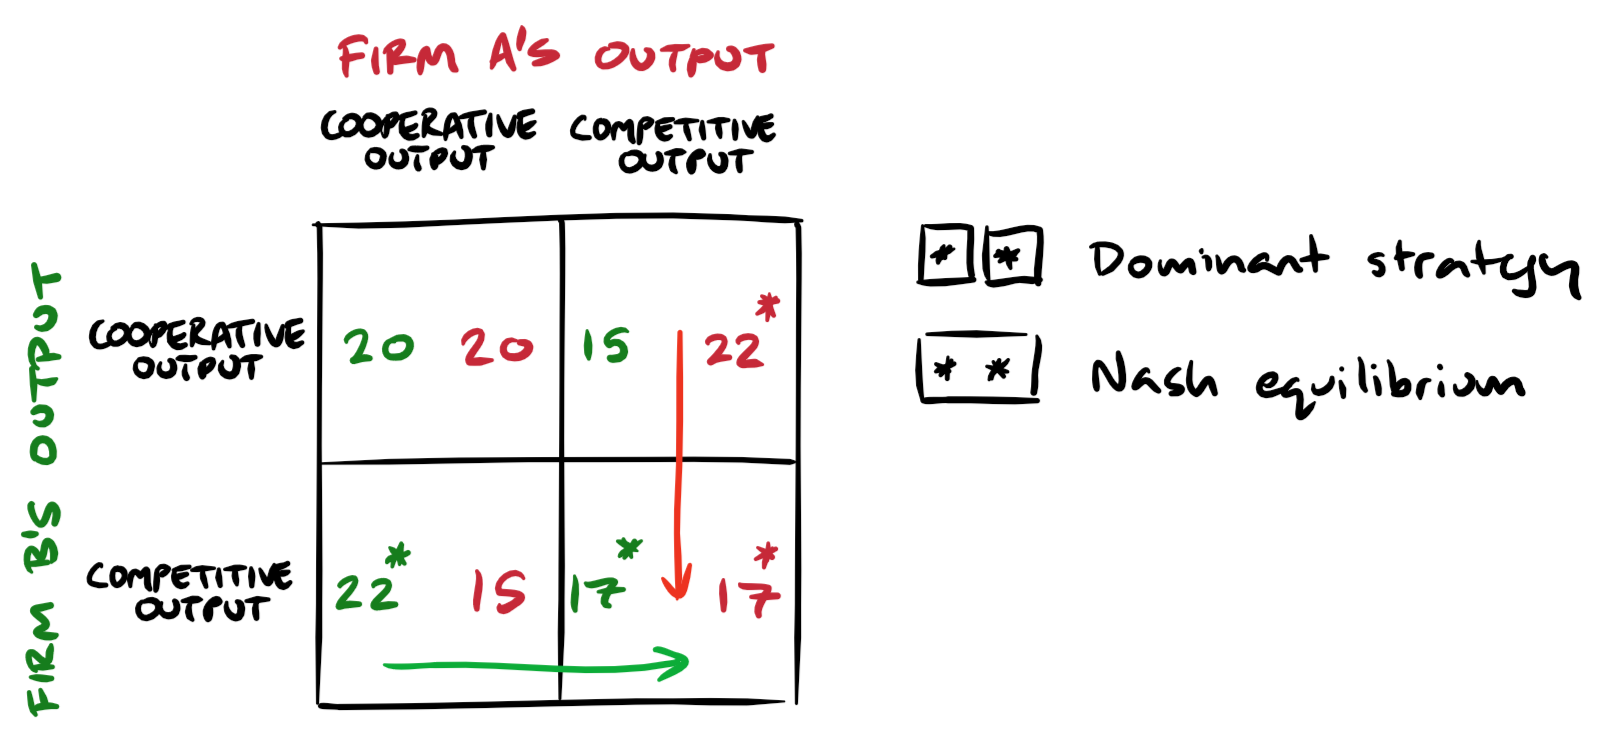 FIRM A'S OUTPUT
COOPERATIVE OUTPUT
COMPETITIVE OUTPUT
FIRM B'S OUTPUT
COOPERATIVE OUTPUT
20 20 15 22*
COMPETITIVE OUTPUT
22* 15 17* 17*
* * Dominant strategy
* * Nash equilibrium